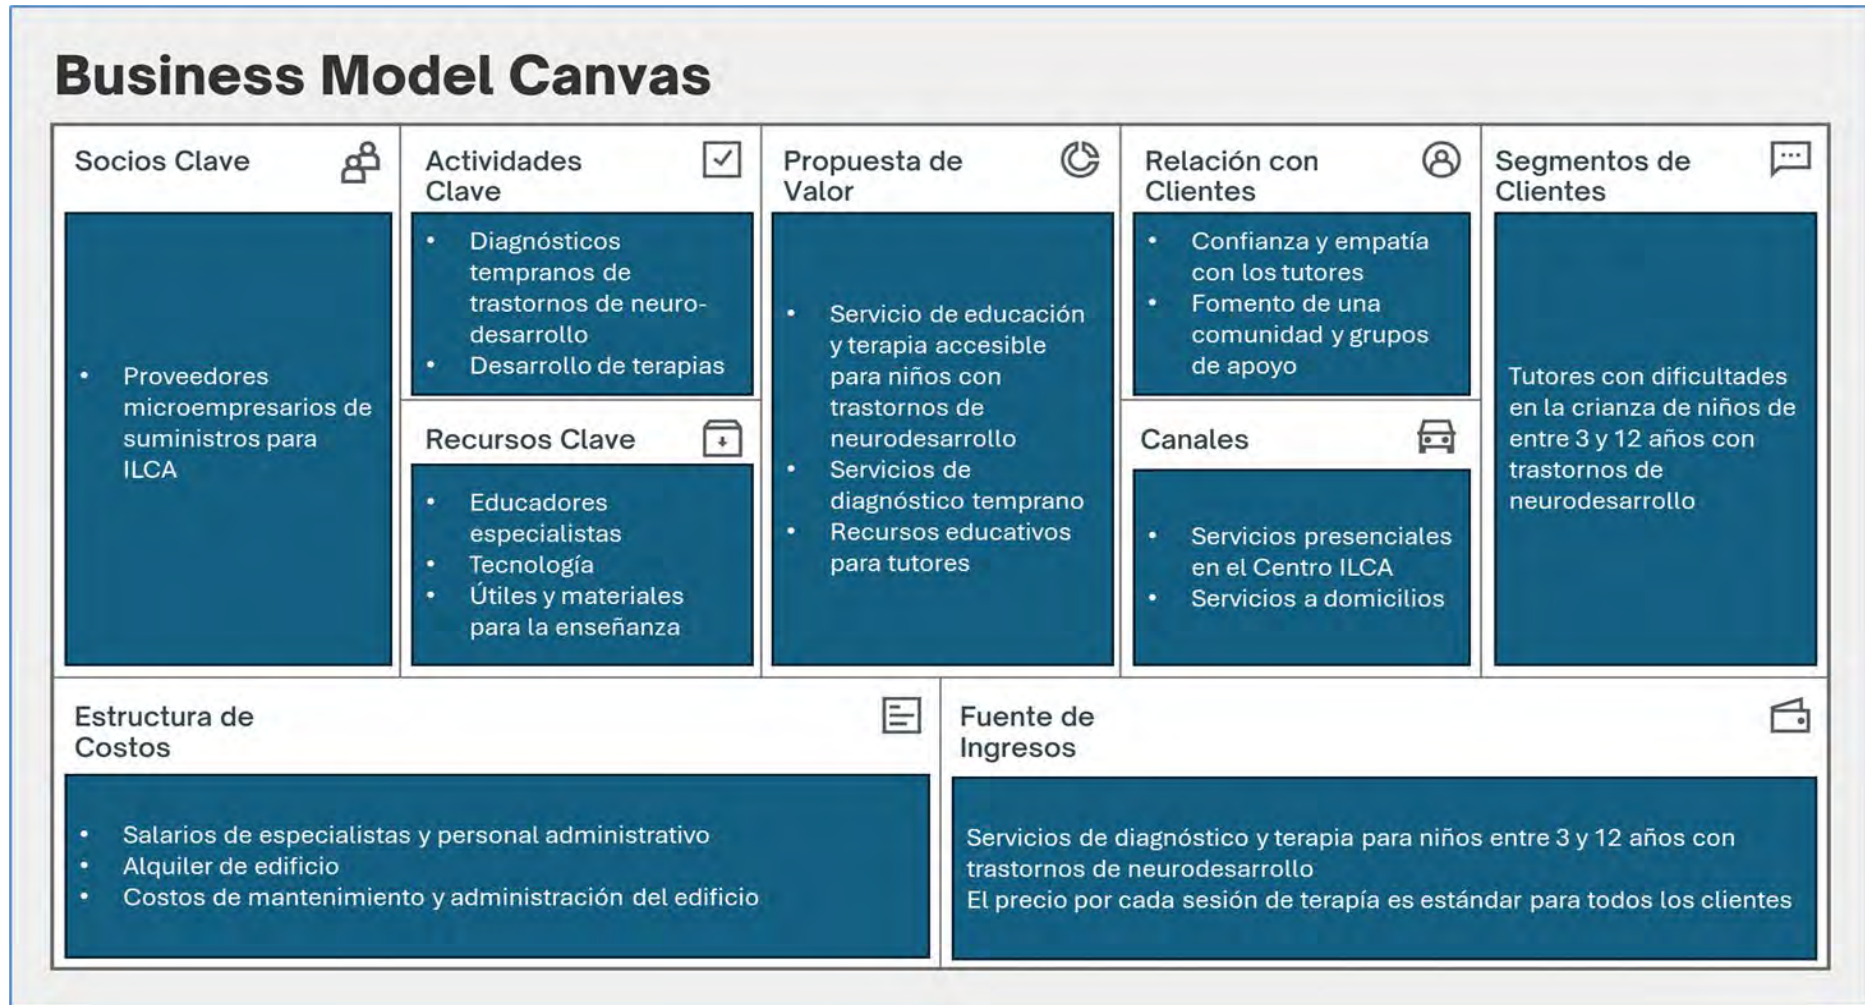 Business Model Canvas
Socios Clave
• Proveedores
microempresarios de
suministros para
ILCA
Actividades
Clave
• Diagnósticos
tempranos de
trastornos de neuro-
desarrollo
• Desarrollo de terapias
Recursos Clave
• Educadores
especialistas
• Tecnología
• Útiles y materiales
para la enseñanza
Propuesta de
Valor
• Servicio de educación
y terapia accesible
para niños con
trastornos de
neurodesarrollo
• Servicios de
diagnóstico temprano
• Recursos educativos
para tutores
Relación con
Clientes
• Confianza y empatía
con los tutores
• Fomento de una
comunidad y grupos
de apoyo
Canales
• Servicios presenciales
en el Centro ILCA
• Servicios a domicilios
Segmentos de
Clientes
Tutores con dificultades
en la crianza de niños de
entre 3 y 12 años con
trastornos de
neurodesarrollo
Estructura de
Costos
• Salarios de especialistas y personal administrativo
• Alquiler de edificio
• Costos de mantenimiento y administración del edificio
Fuente de
Ingresos
Servicios de diagnóstico y terapia para niños entre 3 y 12 años con
trastornos de neurodesarrollo
El precio por cada sesión de terapía es estándar para todos los clientes